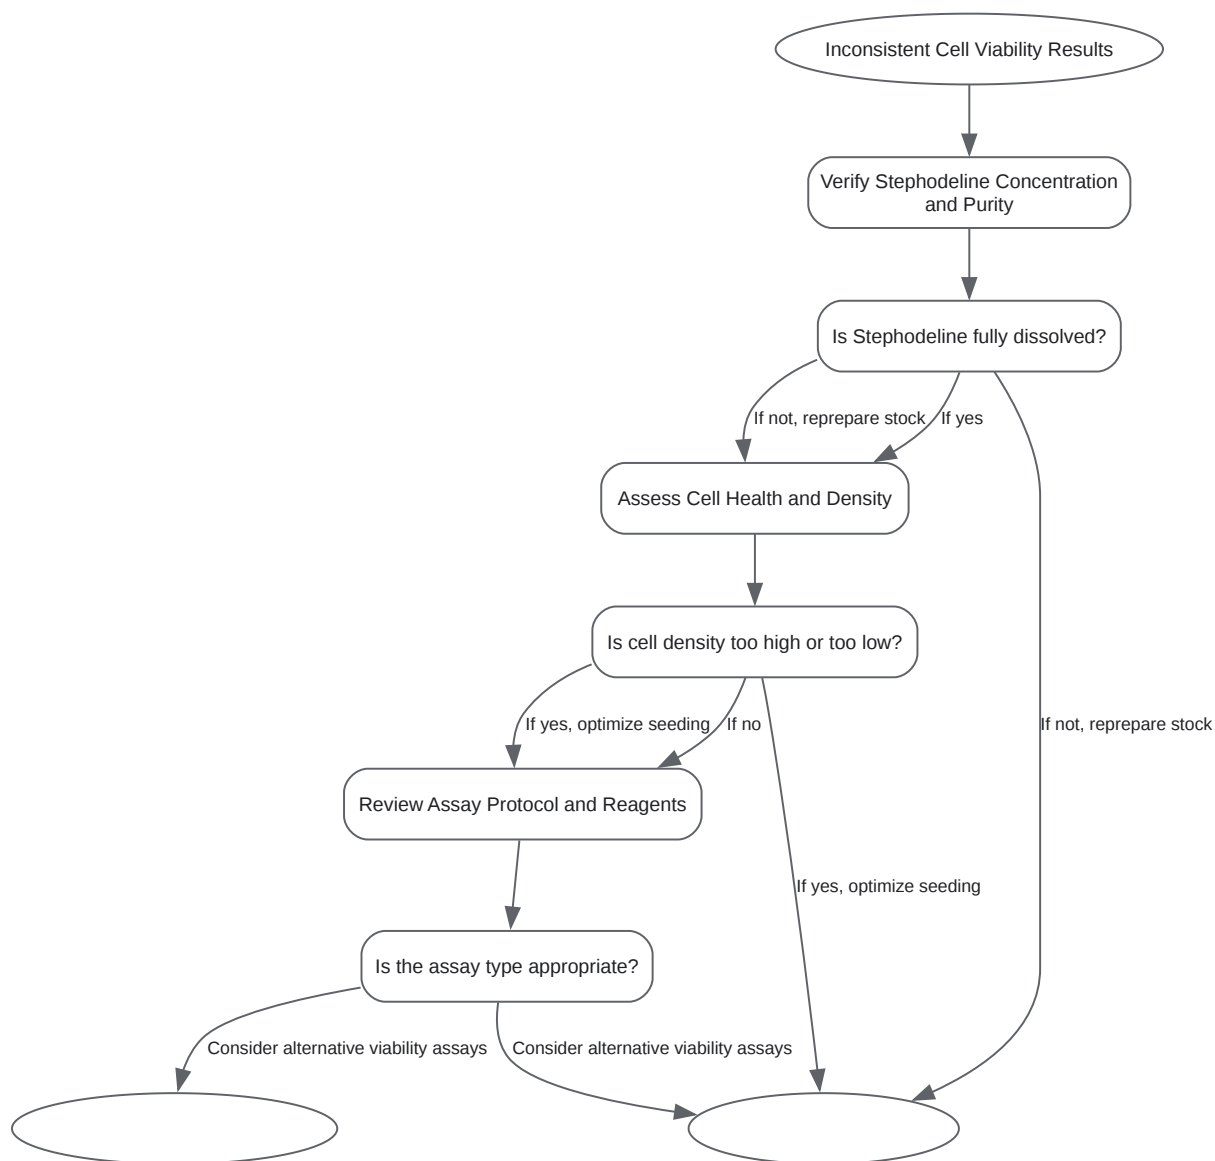 Inconsistent Cell Viability Results
Verify Stephodeline Concentration
and Purity
Is Stephodeline fully dissolved?
If not, reprepare stock
If yes
Assess Cell Health and Density
Is cell density too high or too low?
If yes, optimize seeding
If no
If not, reprepare stock
Review Assay Protocol and Reagents
If yes, optimize seeding
Is the assay type appropriate?
Consider alternative viability assays
Consider alternative viability assays